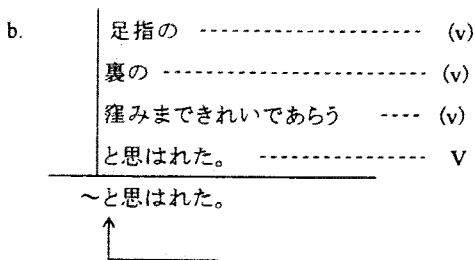 b.
足指の -------------------- (v)
裏の ------------------------ (v)
窪みまできれいであらう ---- (v)
と思はれた。 --------------- V
〜と思はれた。